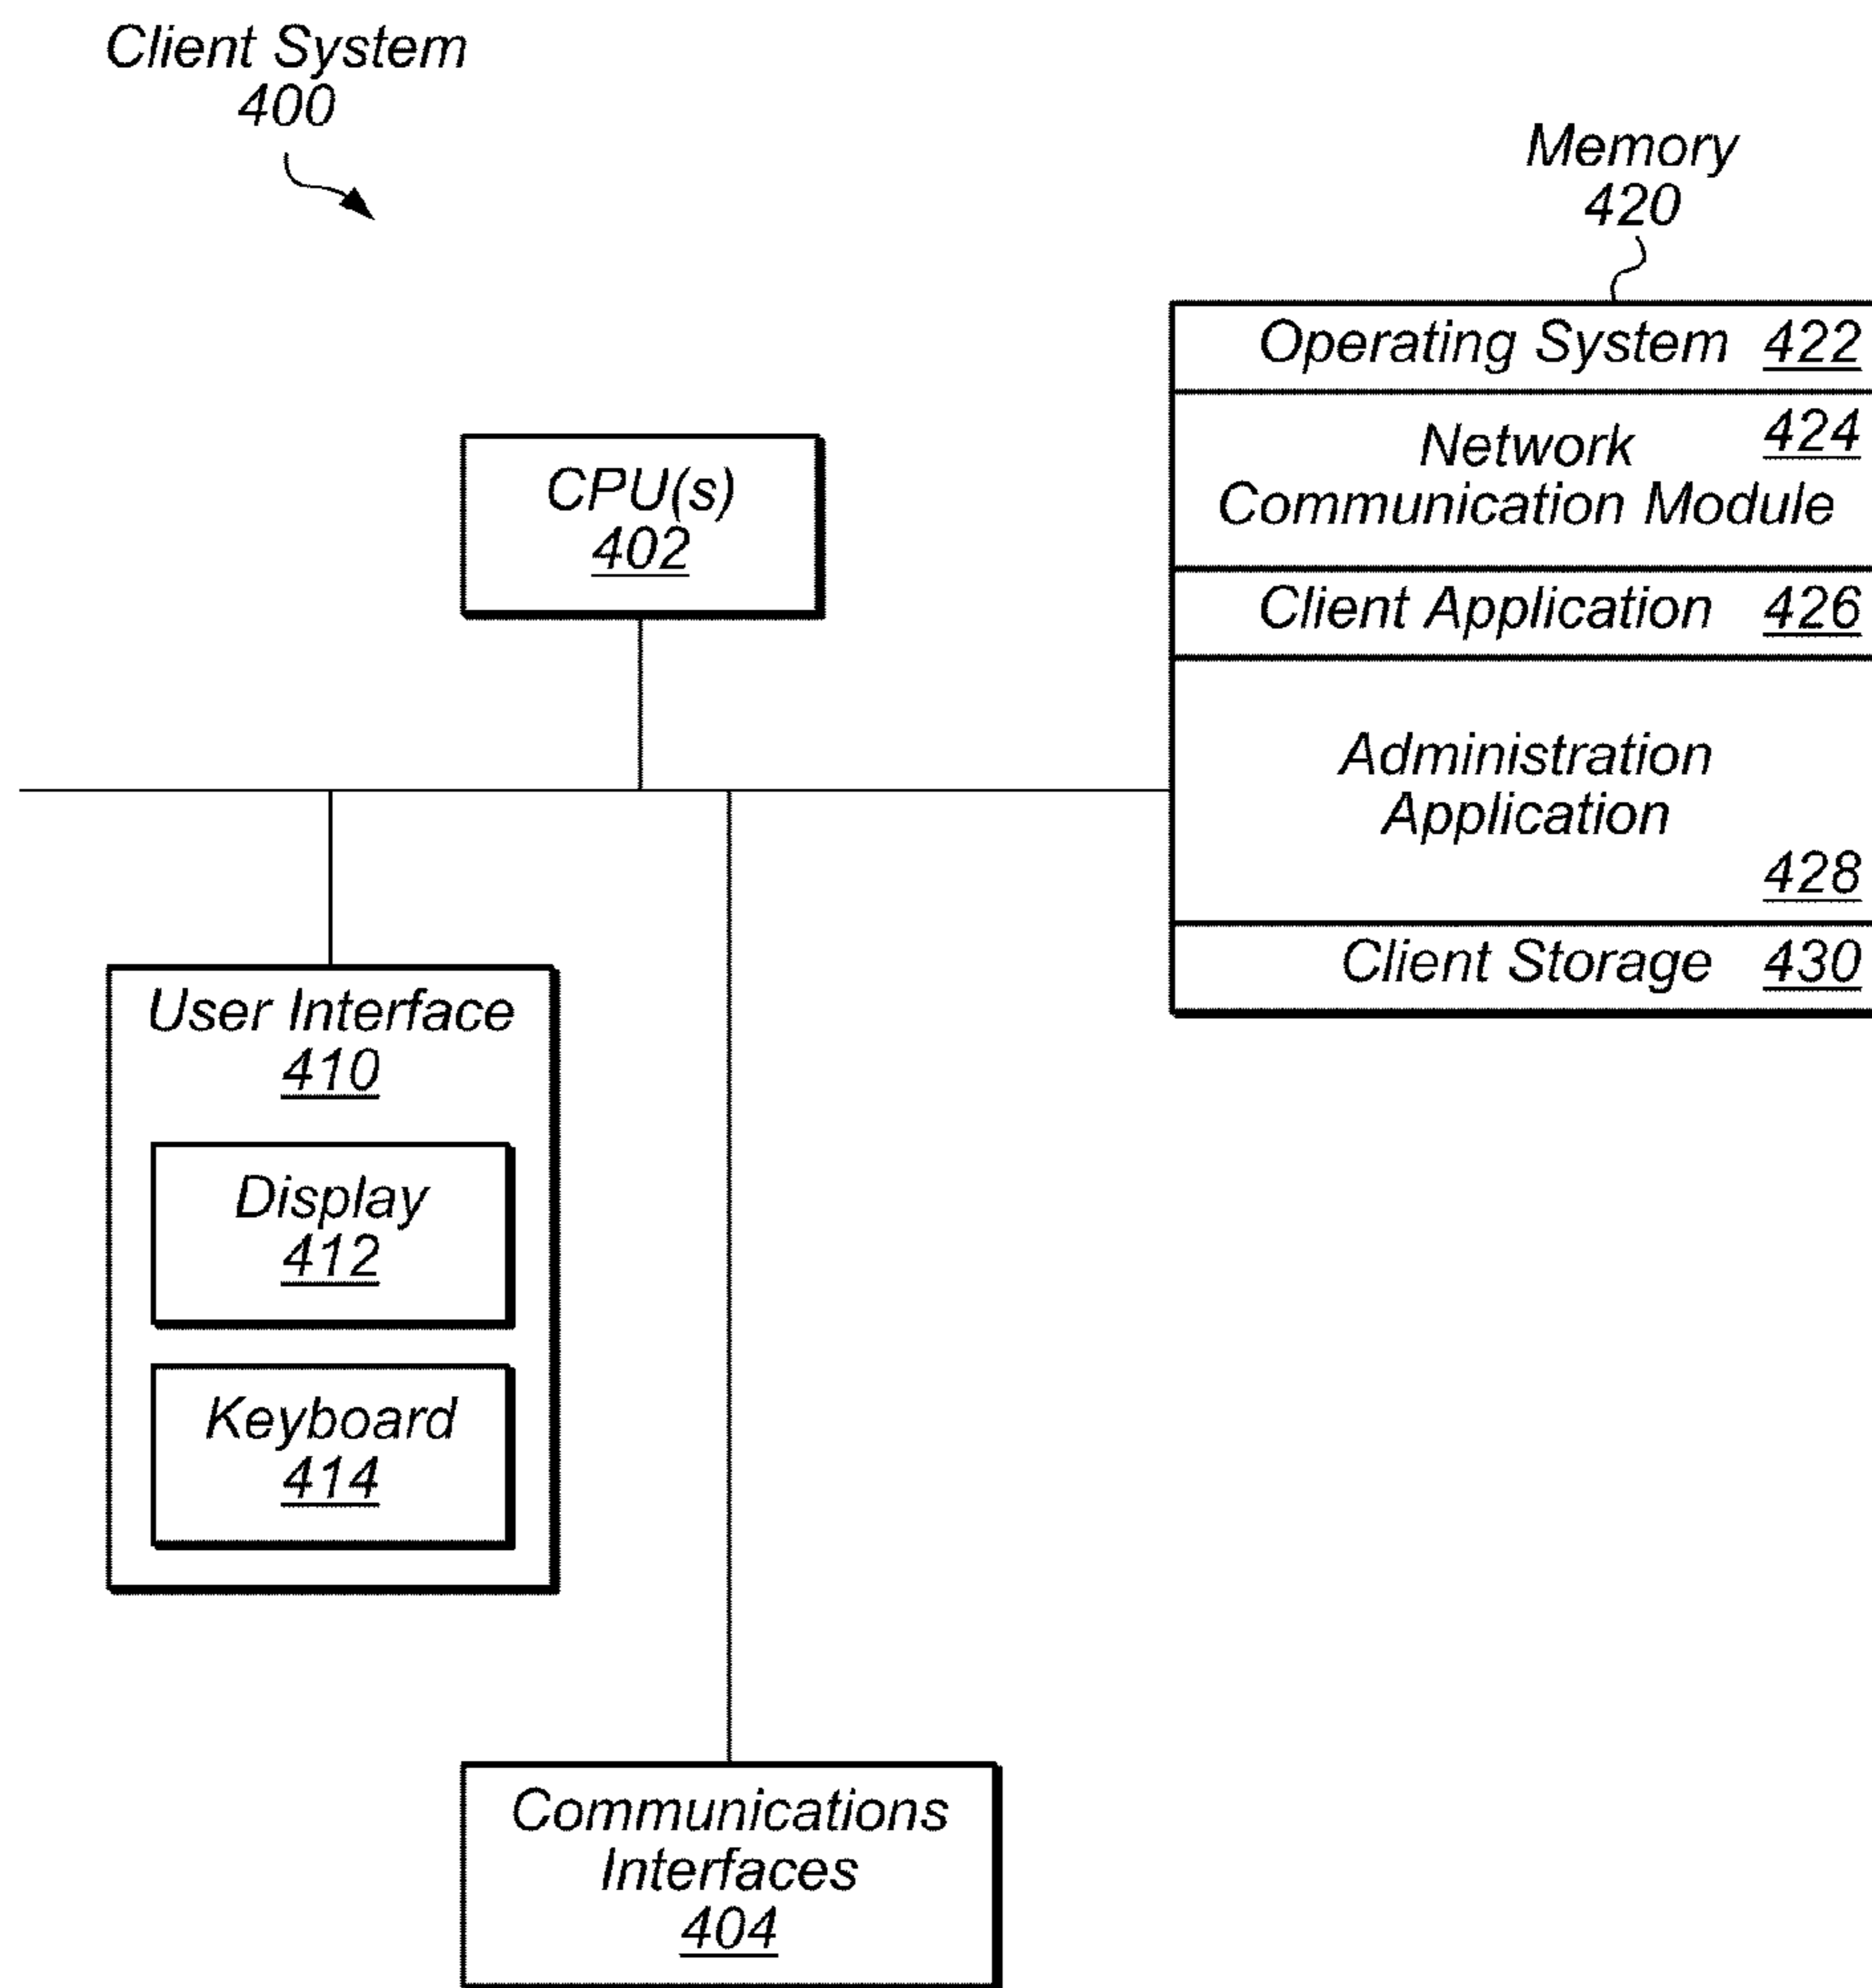 Client System
400
Memory
420
Operating System 422
Network 424
Communication Module
Client Application 426
Administration
Application
428
Client Storage 430
CPU(s)
402
User Interface
410
Display
412
Keyboard
414
Communications
Interfaces
404